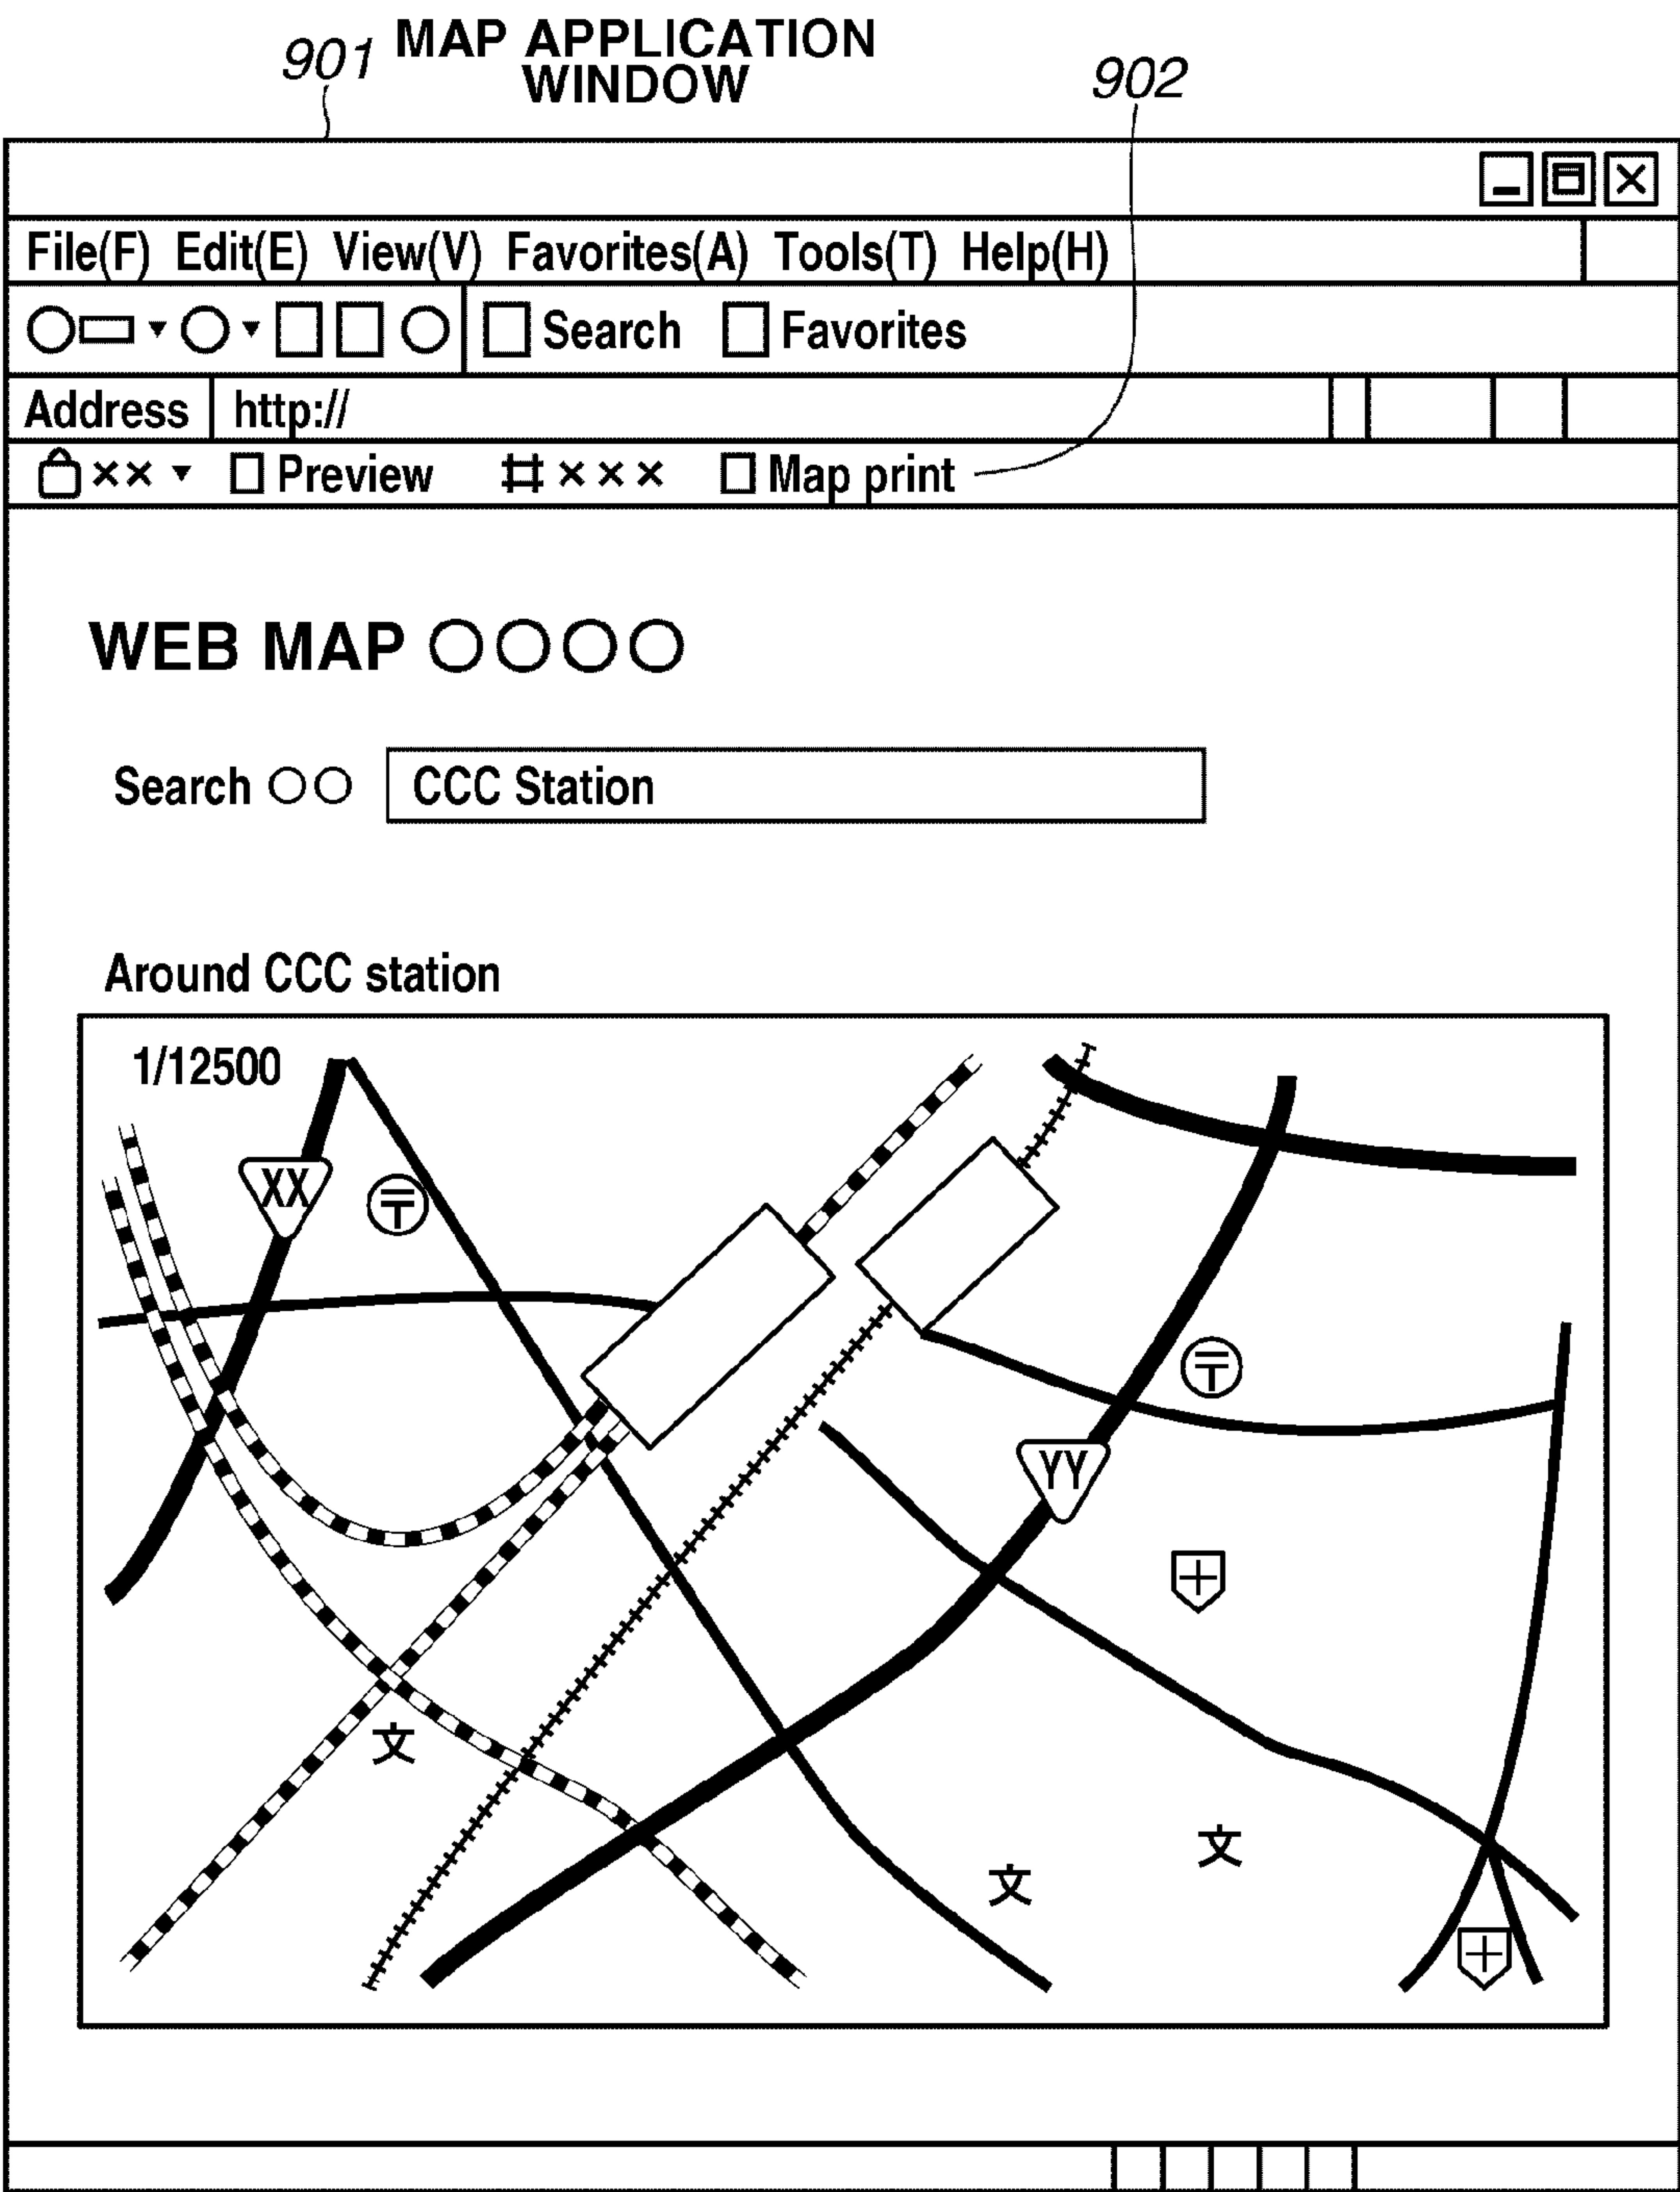 901 MAP APPLICATION
WINDOW
902
File(F) Edit(E) View(V) Favorites(A) Tools(T) Help(H)
Search Favorites
Address http://
×× Preview ××× Map print
WEB MAP ○○○○
Search ○○ CCC Station
Around CCC station
1/12500
XX
〒
〒
YY
文
文
文